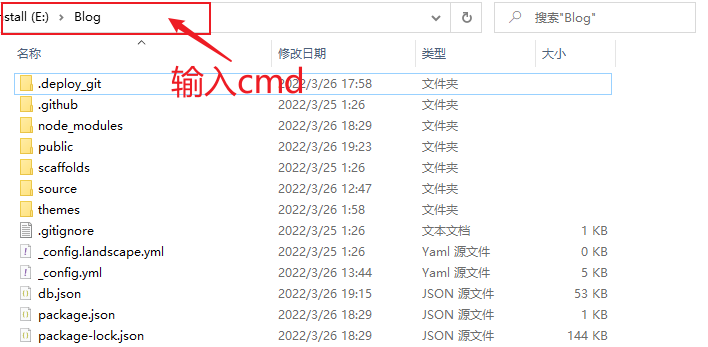 nstall (E:) > Blog
搜索"Blog"
输入cmd
名称 修改日期 类型 大小
.deploy_git 2022/3/26 17:58 文件夹
.github 2022/3/25 1:26 文件夹
node_modules 2022/3/26 18:29 文件夹
public 2022/3/26 19:23 文件夹
scaffolds 2022/3/25 1:26 文件夹
source 2022/3/26 12:47 文件夹
themes 2022/3/26 1:58 文件夹
.gitignore 2022/3/25 1:26 文本文档 1 KB
_config.landscape.yml 2022/3/25 1:26 Yaml 源文件 0 KB
_config.yml 2022/3/26 13:44 Yaml 源文件 5 KB
db.json 2022/3/26 19:15 JSON 源文件 53 KB
package.json 2022/3/26 18:29 JSON 源文件 1 KB
package-lock.json 2022/3/26 18:29 JSON 源文件 144 KB